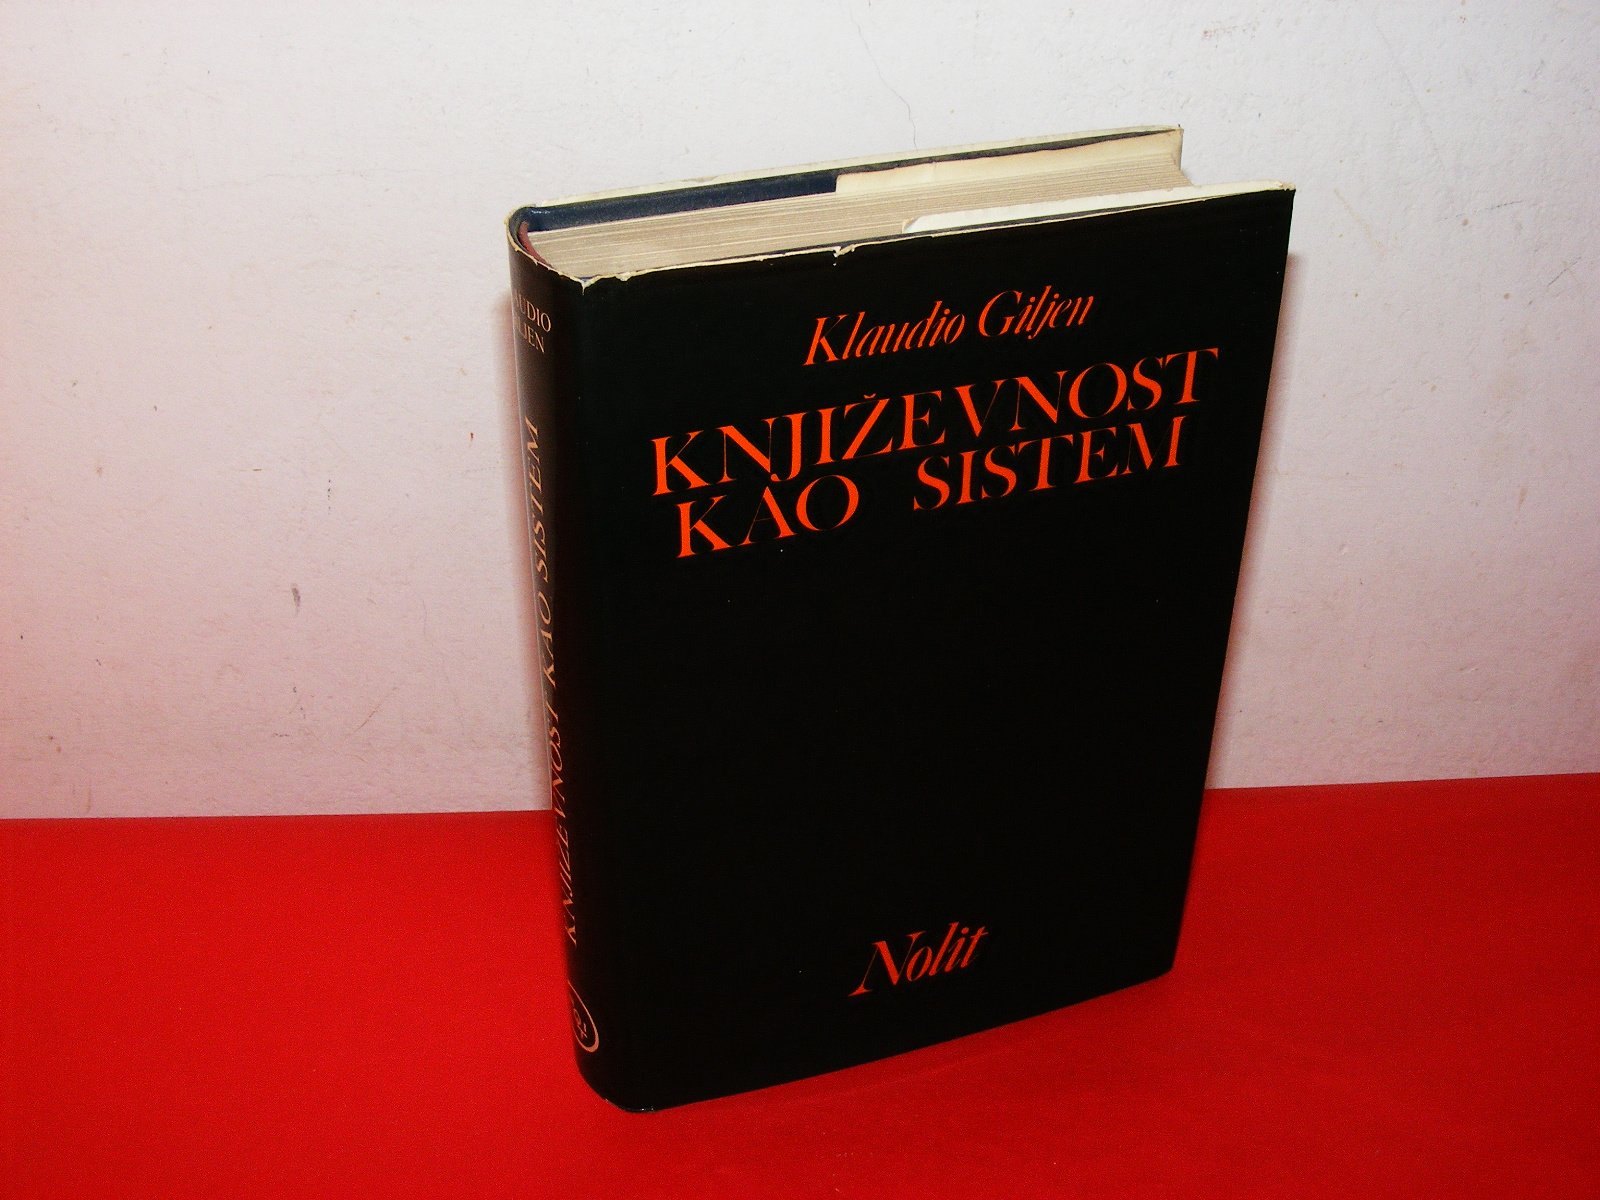 Klaudio Giljen
KNJIŽEVNOST
KAO SISTEM
Nolit
KNJIŽEVNOST KAO SISTEM